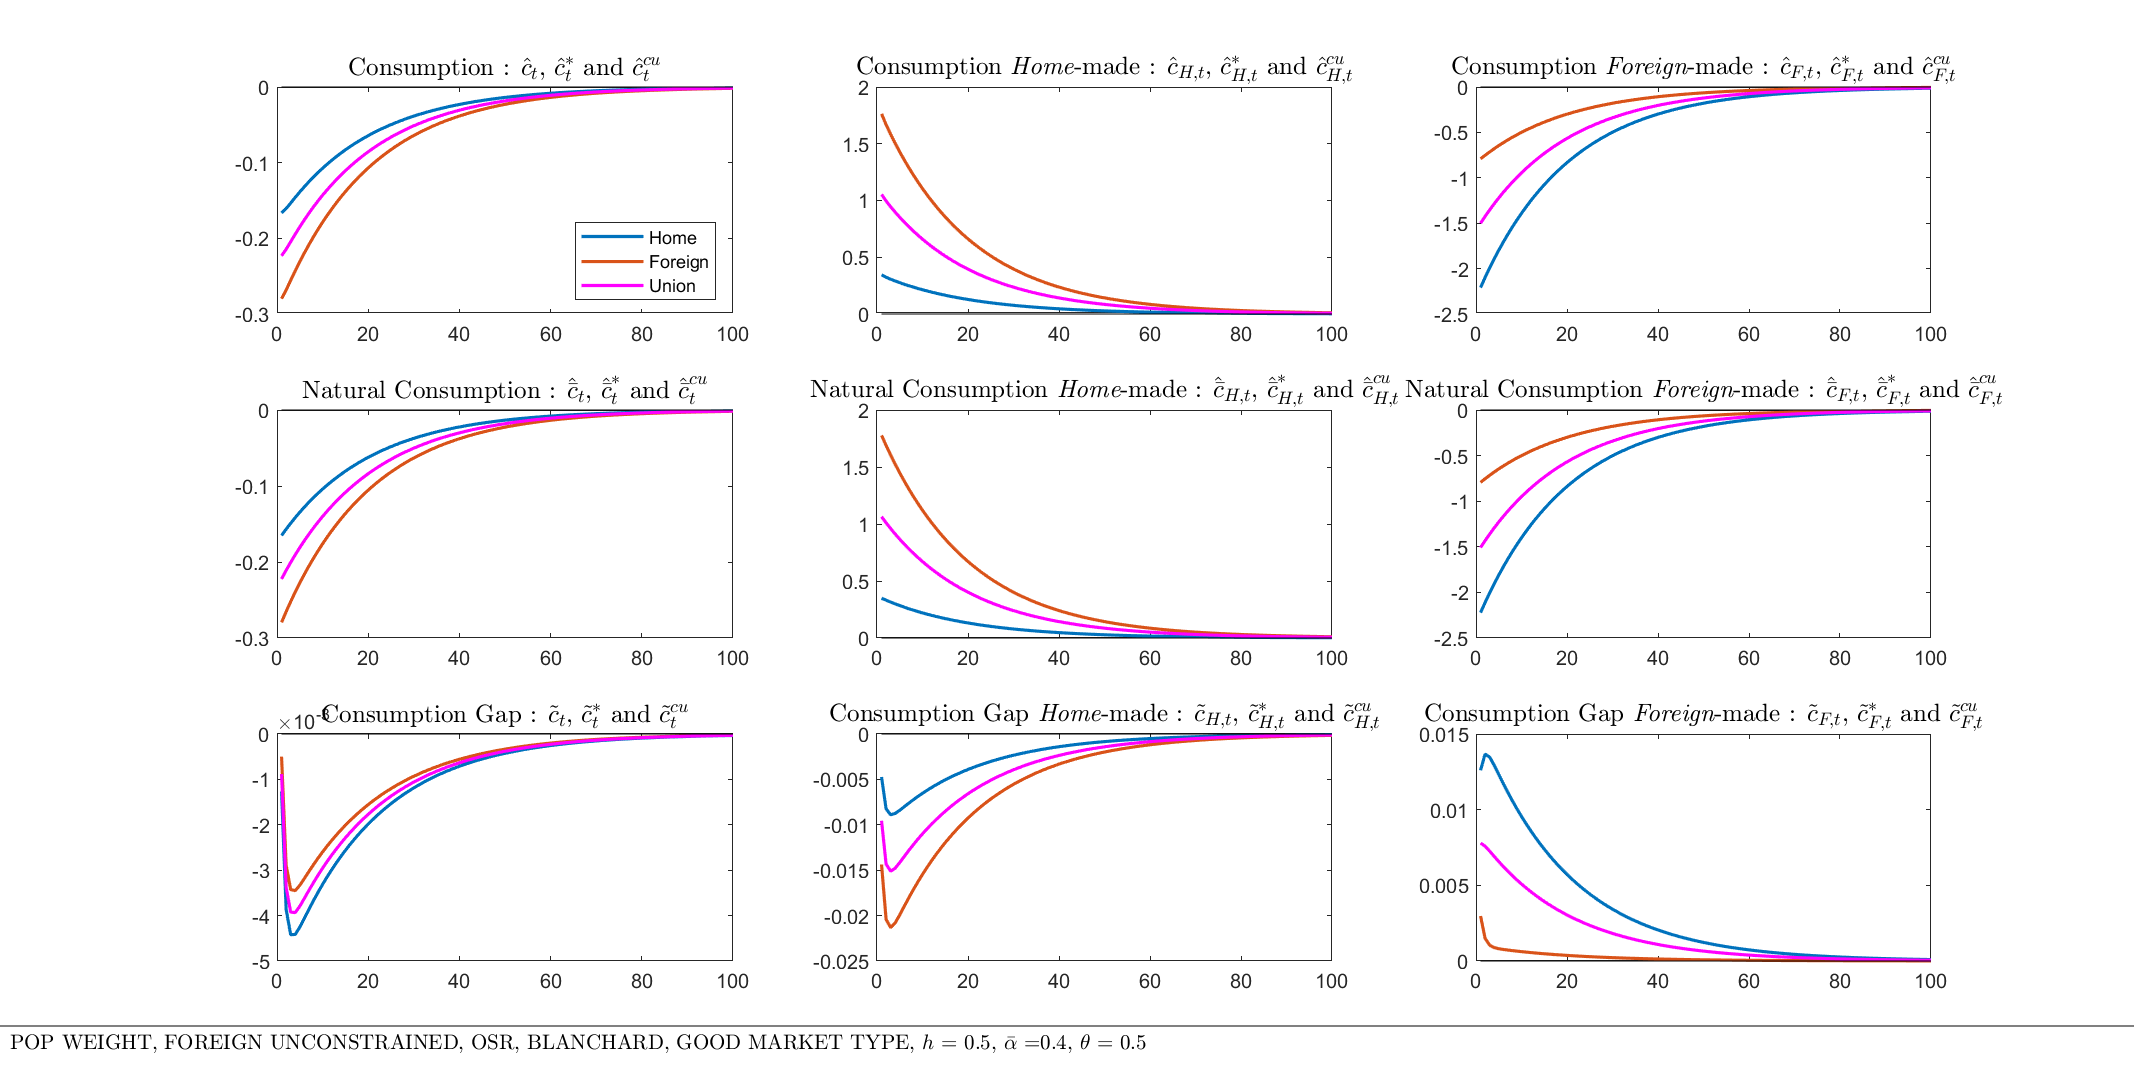 Consumption : ĉ_t, ĉ*_t and ĉ^cu_t
Consumption Home-made : ĉ_H,t, ĉ*_H,t and ĉ^cu_H,t
Consumption Foreign-made : ĉ_F,t, ĉ*_F,t and ĉ^cu_F,t
0
-0.1
-0.2
-0.3
0 20 40 60 80 100
Home
Foreign
Union
2
1.5
1
0.5
0
0 20 40 60 80 100
0
-0.5
-1
-1.5
-2
-2.5
0 20 40 60 80 100
Natural Consumption : ĉ̄_t, ĉ̄*_t and ĉ̄^cu_t
Natural Consumption Home-made : ĉ̄_H,t, ĉ̄*_H,t and ĉ̄^cu_H,t
Natural Consumption Foreign-made : ĉ̄_F,t, ĉ̄*_F,t and ĉ̄^cu_F,t
0
-0.1
-0.2
-0.3
0 20 40 60 80 100
2
1.5
1
0.5
0
0 20 40 60 80 100
0
-0.5
-1
-1.5
-2
-2.5
0 20 40 60 80 100
Consumption Gap : c̃_t, c̃*_t and c̃^cu_t
Consumption Gap Home-made : c̃_H,t, c̃*_H,t and c̃^cu_H,t
Consumption Gap Foreign-made : c̃_F,t, c̃*_F,t and c̃^cu_F,t
×10
0
-1
-2
-3
-4
-5
0 20 40 60 80 100
0
-0.005
-0.01
-0.015
-0.02
-0.025
0 20 40 60 80 100
0.015
0.01
0.005
0
0 20 40 60 80 100
POP WEIGHT, FOREIGN UNCONSTRAINED, OSR, BLANCHARD, GOOD MARKET TYPE, h = 0.5, ᾱ =0.4, θ = 0.5